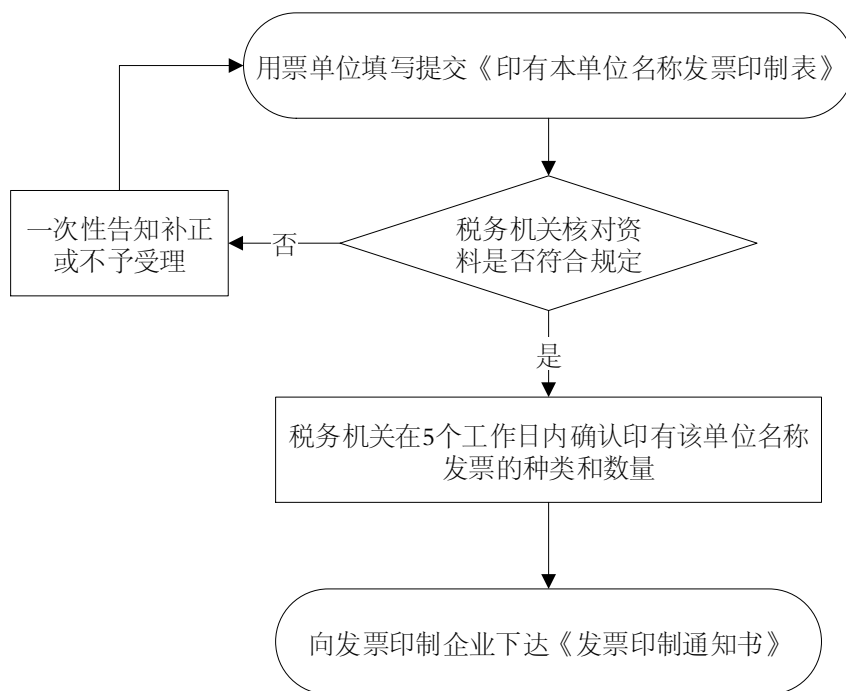 用票单位填写提交《印有本单位名称发票印制表》
一次性告知补正
或不予受理
否
税务机关核对资
料是否符合规定
是
税务机关在5个工作日内确认印有该单位名称
发票的种类和数量
向发票印制企业下达《发票印制通知书》